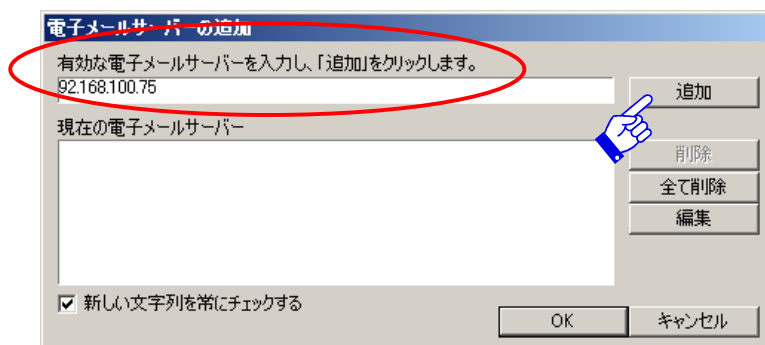 電子メールサーバーの追加
有効な電子メールサーバーを入力し、「追加」をクリックします。
92.168.100.75
追加
現在の電子メールサーバー
削除
全て削除
編集
新しい文字列を常にチェックする
OK
キャンセル